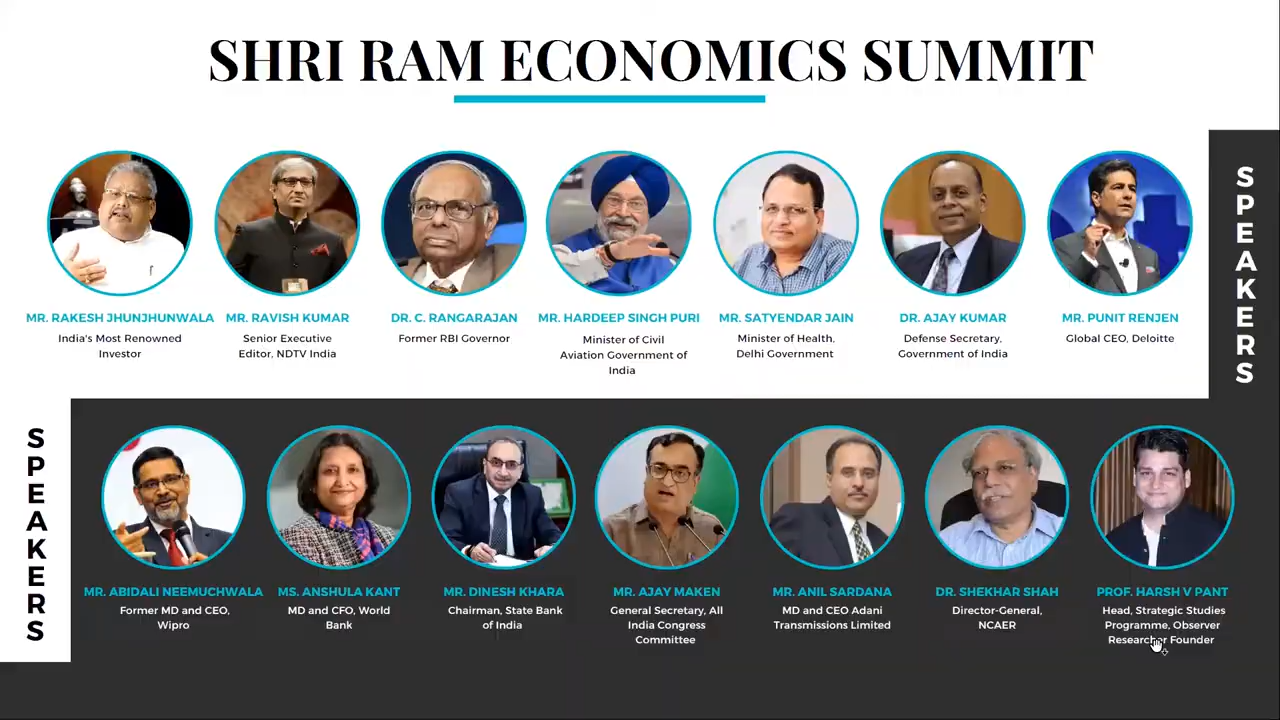 SHRI RAM ECONOMICS SUMMIT
SPEAKERS
MR. RAKESH JHUNJHUNWALA
India's Most Renowned
Investor
MR. RAVISH KUMAR
Senior Executive
Editor, NDTV India
DR. C. RANGARAJAN
Former RBI Governor
MR. HARDEEP SINGH PURI
Minister of Civil
Aviation Government of
India
MR. SATYENDAR JAIN
Minister of Health,
Delhi Government
DR. AJAY KUMAR
Defense Secretary,
Government of India
MR. PUNIT RENJEN
Global CEO, Deloitte
SPEAKERS
MR. ABIDALI NEEMUCHWALA
Former MD and CEO,
Wipro
MS. ANSHULA KANT
MD and CFO, World
Bank
MR. DINESH KHARA
Chairman, State Bank
of India
MR. AJAY MAKEN
General Secretary, All
India Congress
Committee
MR. ANIL SARDANA
MD and CEO Adani
Transmissions Limited
DR. SHEKHAR SHAH
Director-General,
NCAER
PROF. HARSH V PANT
Head, Strategic Studies
Programme, Observer
Researcher Founder